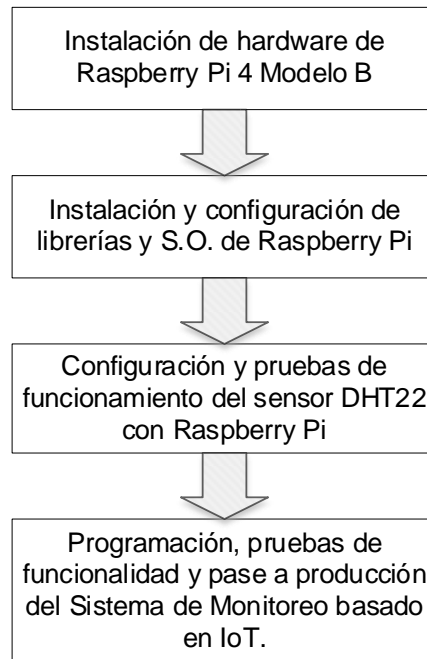 Instalación de hardware de
Raspberry Pi 4 Modelo B
Instalación y configuración de
librerías y S.O. de Raspberry Pi
Configuración y pruebas de
funcionamiento del sensor DHT22
con Raspberry Pi
Programación, pruebas de
funcionalidad y pase a producción
del Sistema de Monitoreo basado
en IoT.